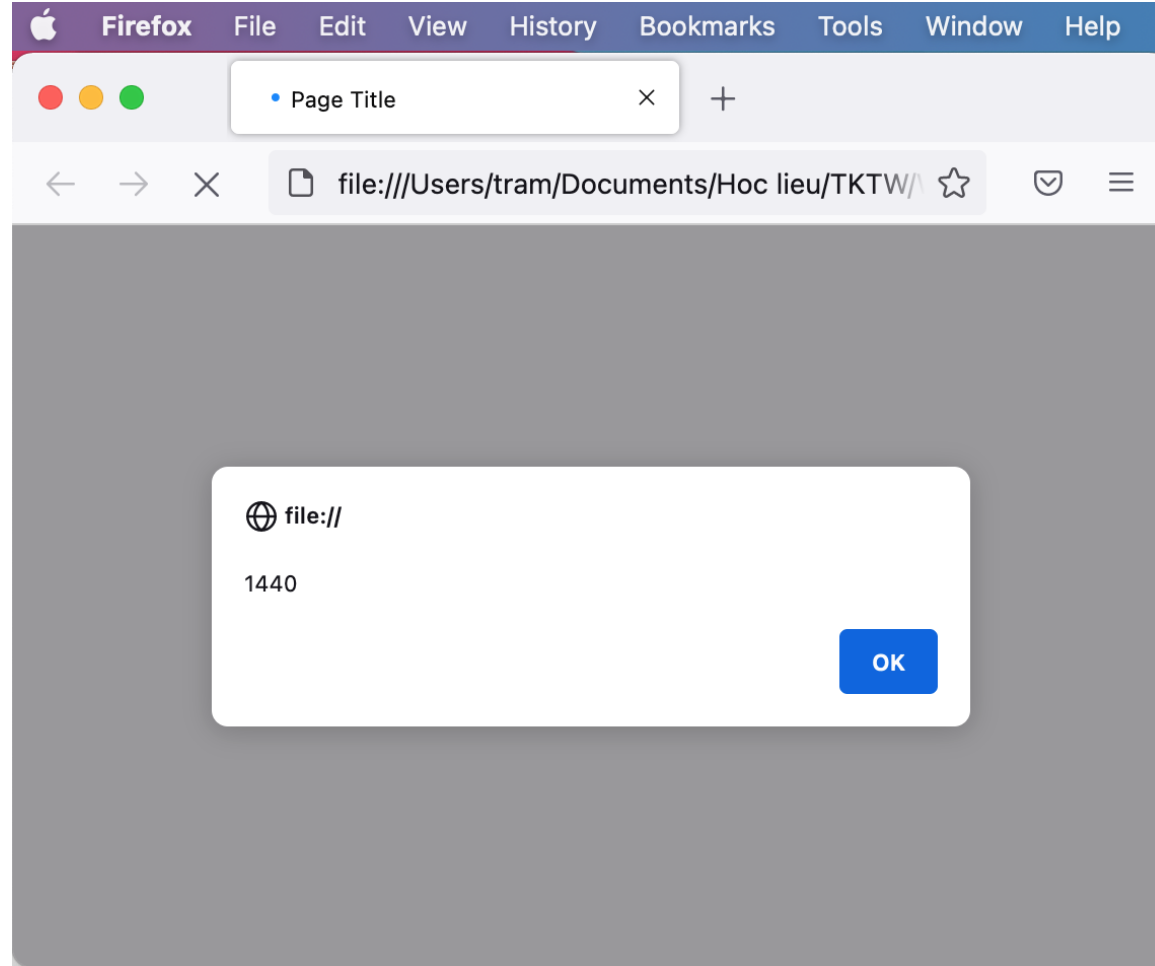 Firefox File Edit View History Bookmarks Tools Window Help
Page Title
file:///Users/tram/Documents/Hoc lieu/TKTW/
file://
1440
OK